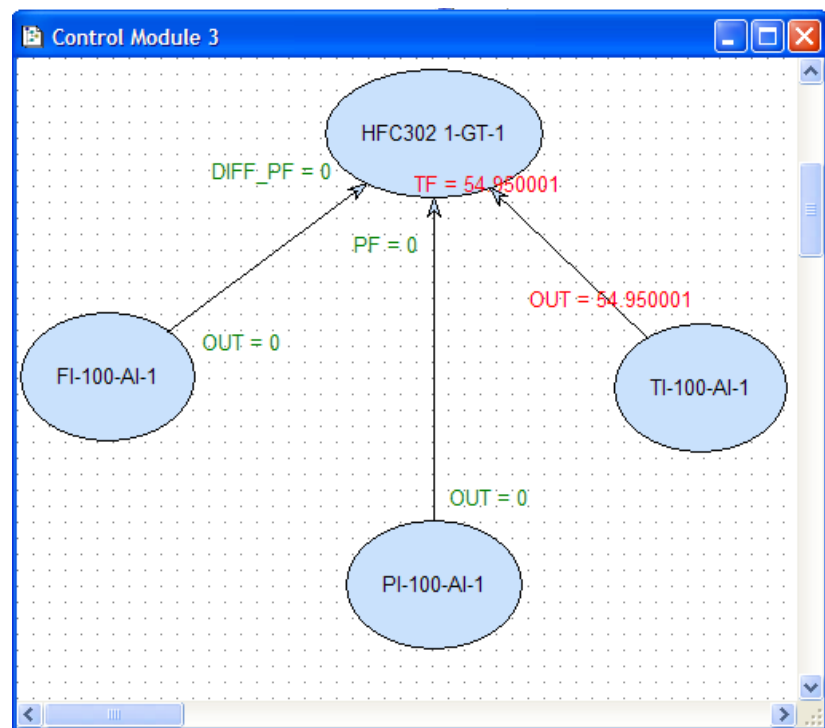 Control Module 3
HFC302 1-GT-1
DIFF_PF = 0
TF = 54.950001
PF = 0
OUT = 54.950001
OUT = 0
FI-100-AI-1
TI-100-AI-1
OUT = 0
PI-100-AI-1